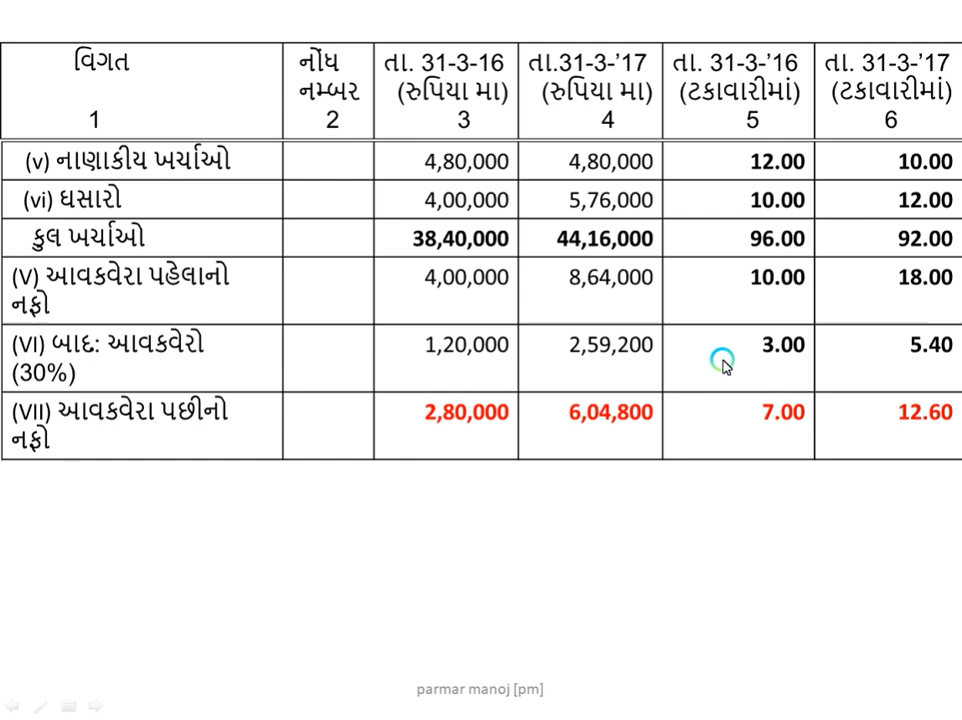 વિગત નોંધ તા. 31-3-16 તા.31-3-'17 તા. 31-3-'16 તા. 31-3-'17
નમ્બર (રુપિયા મા) (રુપિયા મા) (ટકાવારીમાં) (ટકાવારીમાં)
1 2 3 4 5 6
(v) નાણાકીય ખર્ચાઓ 4,80,000 4,80,000 12.00 10.00
(vi) ઘસારો 4,00,000 5,76,000 10.00 12.00
કુલ ખર્ચાઓ 38,40,000 44,16,000 96.00 92.00
(V) આવકવેરા પહેલાનો 4,00,000 8,64,000 10.00 18.00
નફો
(VI) બાદ: આવકવેરો 1,20,000 2,59,200 3.00 5.40
(30%)
(VII) આવકવેરા પછીનો 2,80,000 6,04,800 7.00 12.60
નફો
parmar manoj [pm]